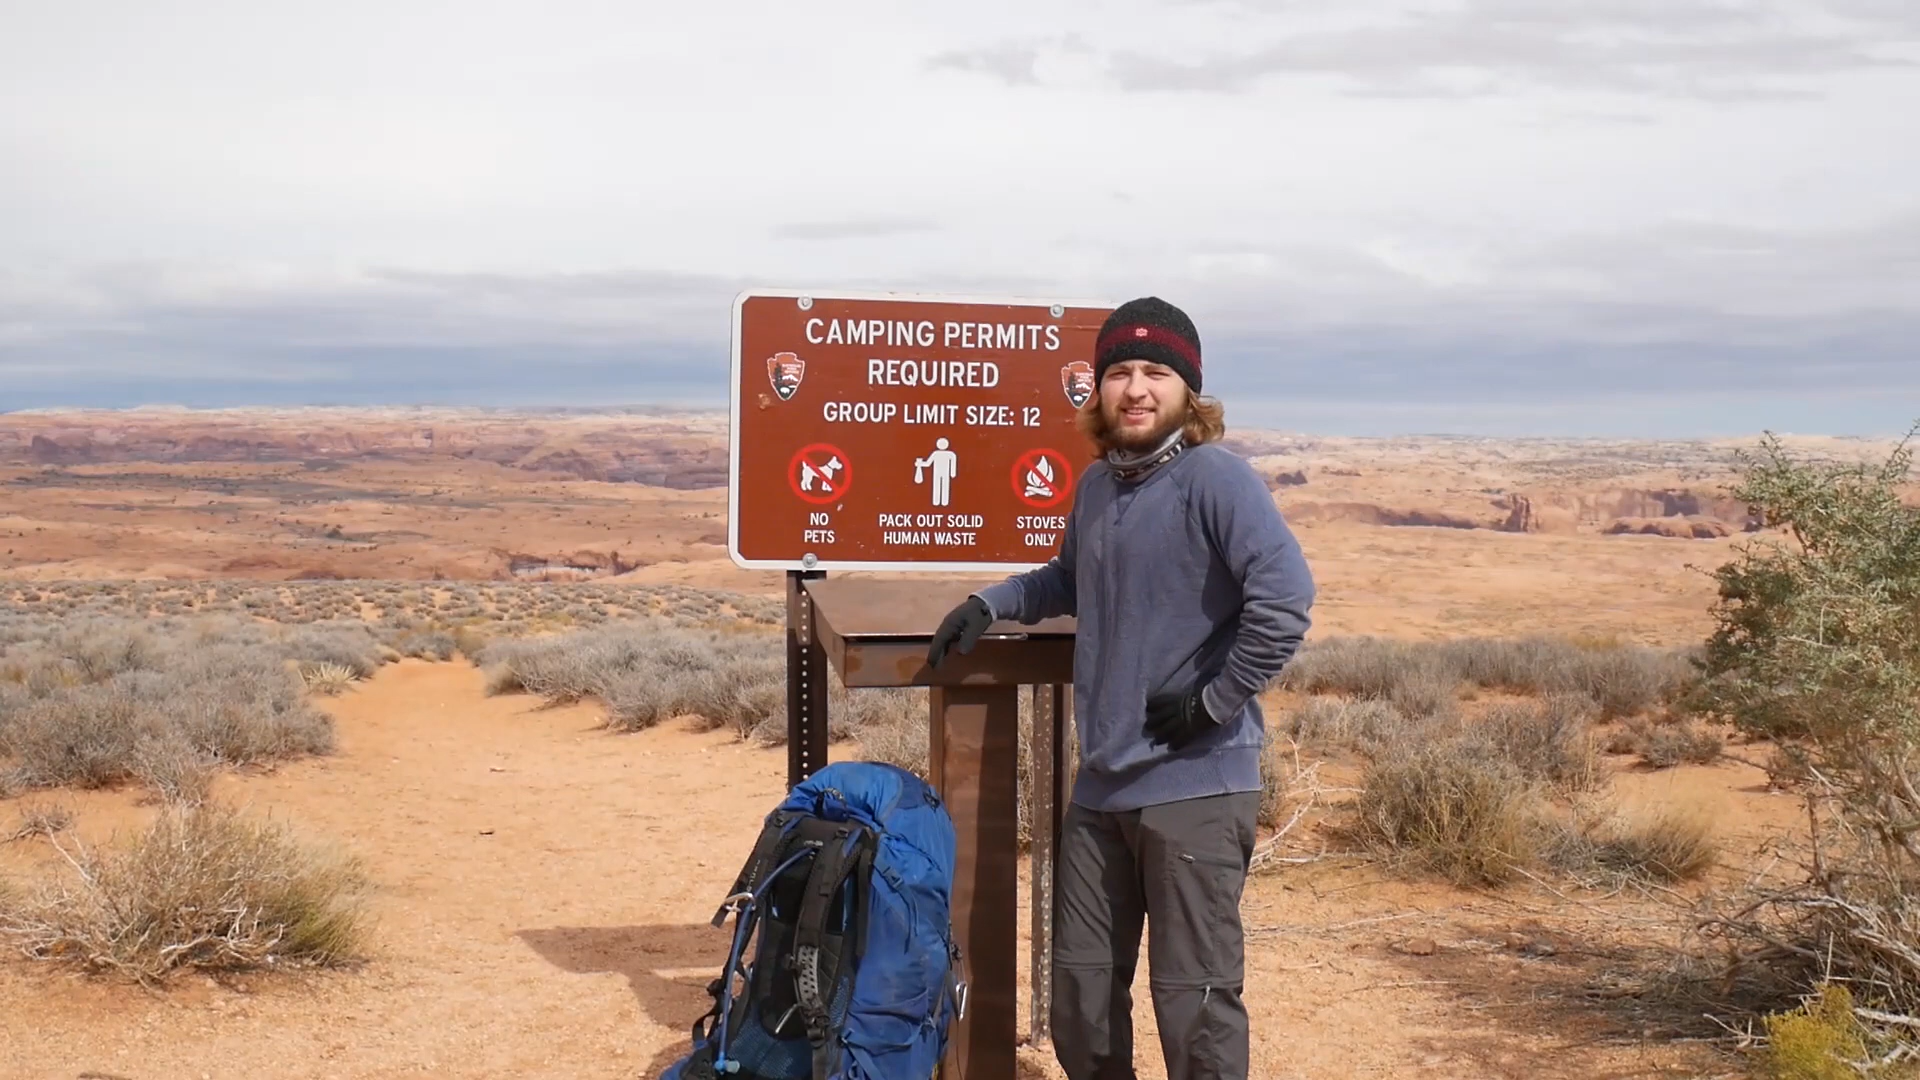 CAMPING PERMITS
REQUIRED
GROUP LIMIT SIZE: 12
NO
PETS
PACK OUT SOLID
HUMAN WASTE
STOVES
ONLY